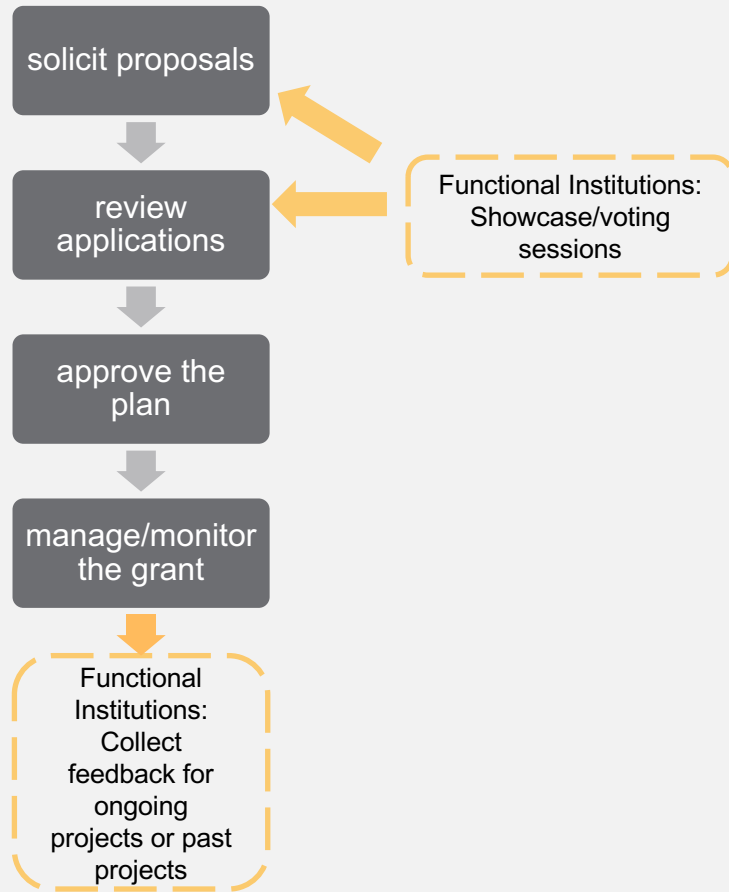 solicit proposals
review
applications
Functional Institutions:
Showcase/voting
sessions
approve the
plan
manage/monitor
the grant
Functional
Institutions:
Collect
feedback for
ongoing
projects or past
projects